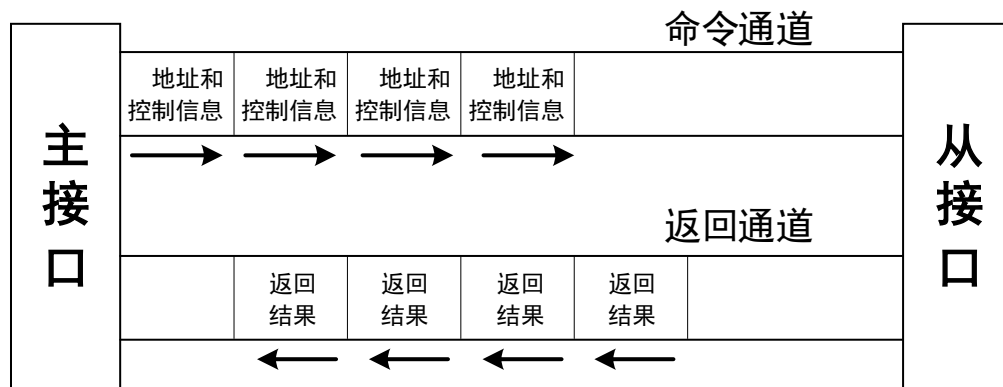 命令通道
地址和 地址和 地址和 地址和
控制信息 控制信息 控制信息 控制信息
主接口
从接口
返回通道
返回 返回 返回 返回
结果 结果 结果 结果